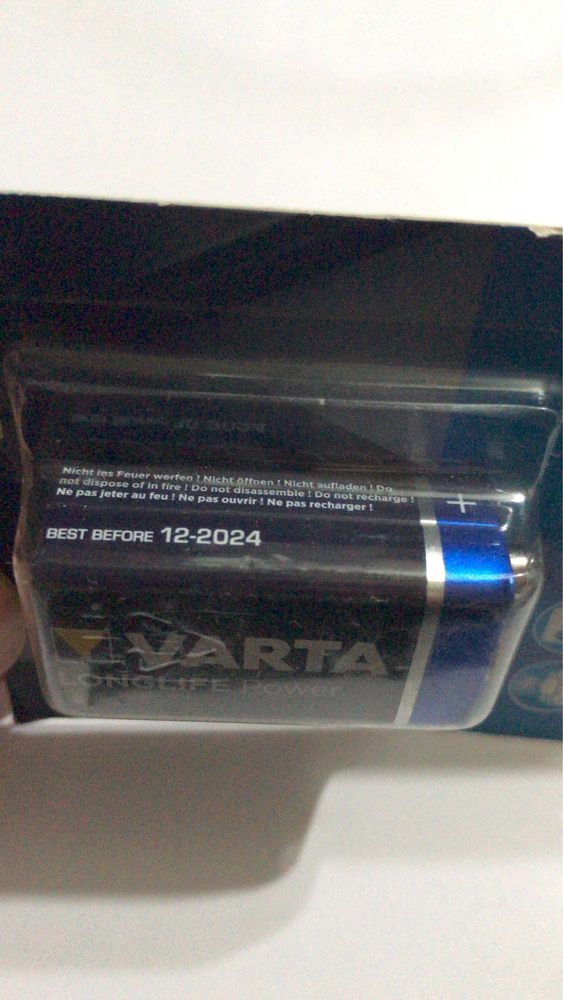 Nicht ins Feuer werfen ! Nicht öffnen ! Nicht aufladen ! Do
not dispose of in fire ! Do not disassemble ! Do not recharge !
Ne pas jeter au feu ! Ne pas ouvrir ! Ne pas recharger !
+
BEST BEFORE 12-2024
VARTA
LONGLIFE Power